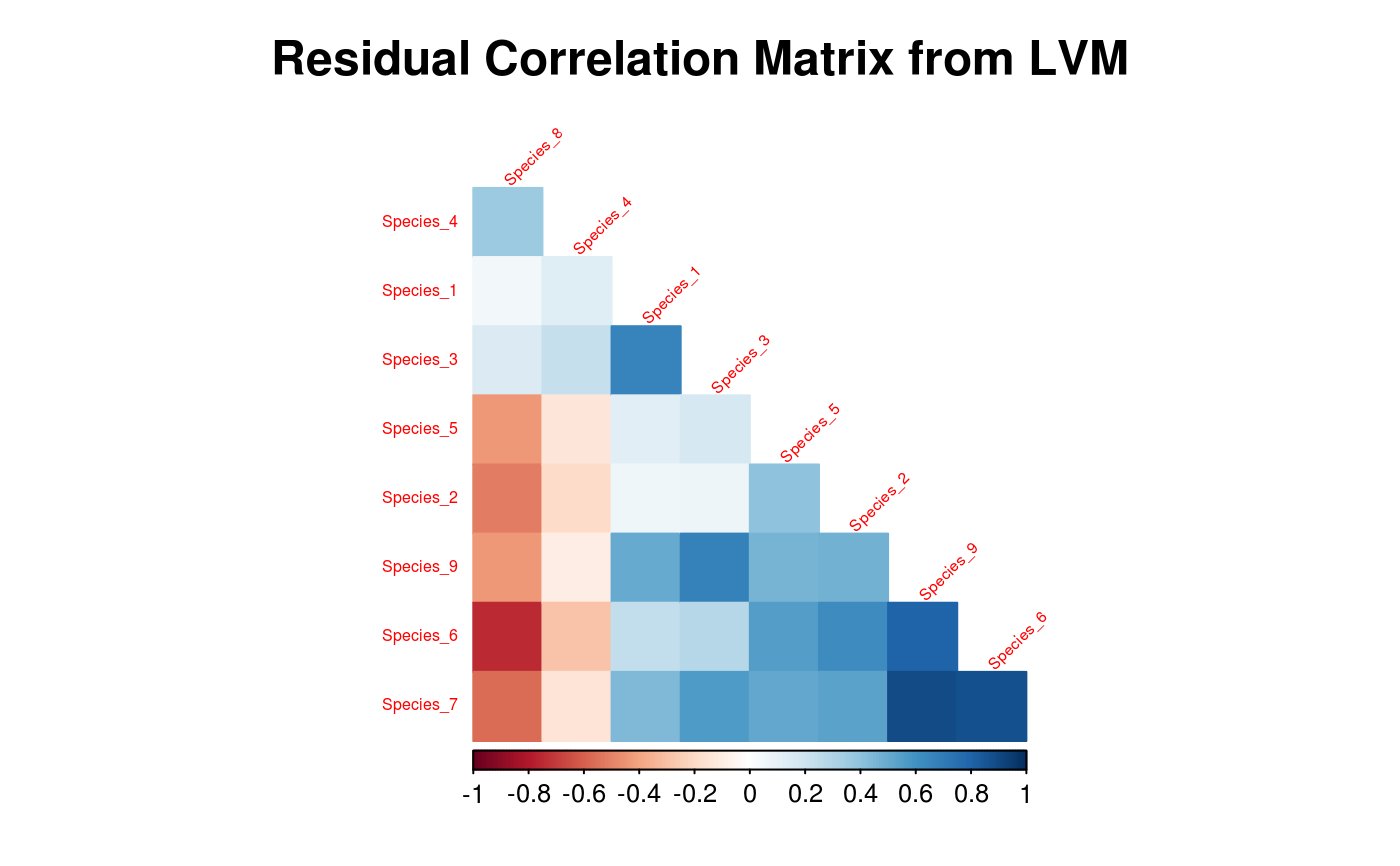 Residual Correlation Matrix from LVM
Species_8
Species_4
Species_4
Species_1
Species_1
Species_3
Species_3
Species_5
Species_5
Species_2
Species_2
Species_9
Species_9
Species_6
Species_6
Species_7
-1 -0.8 -0.6 -0.4 -0.2 0 0.2 0.4 0.6 0.8 1